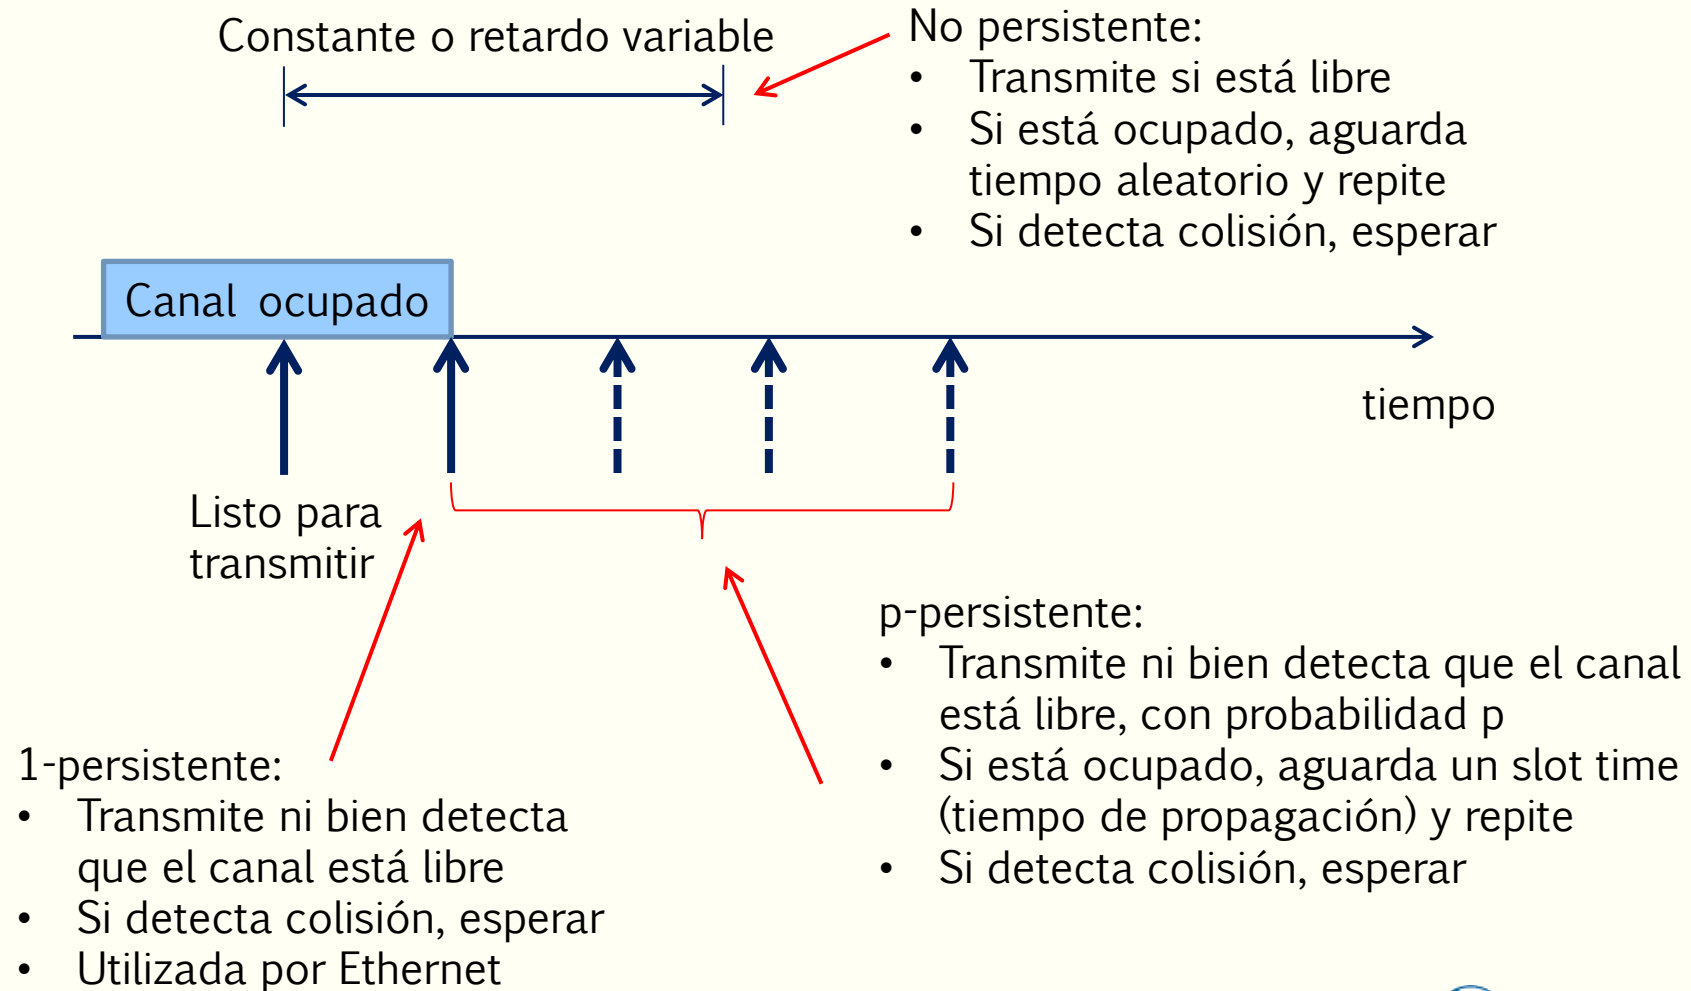 Constante o retardo variable
No persistente:
• Transmite si está libre
• Si está ocupado, aguarda
tiempo aleatorio y repite
• Si detecta colisión, esperar
Canal ocupado
tiempo
Listo para
transmitir
p-persistente:
• Transmite ni bien detecta que el canal
está libre, con probabilidad p
• Si está ocupado, aguarda un slot time
(tiempo de propagación) y repite
• Si detecta colisión, esperar
1-persistente:
• Transmite ni bien detecta
que el canal está libre
• Si detecta colisión, esperar
• Utilizada por Ethernet